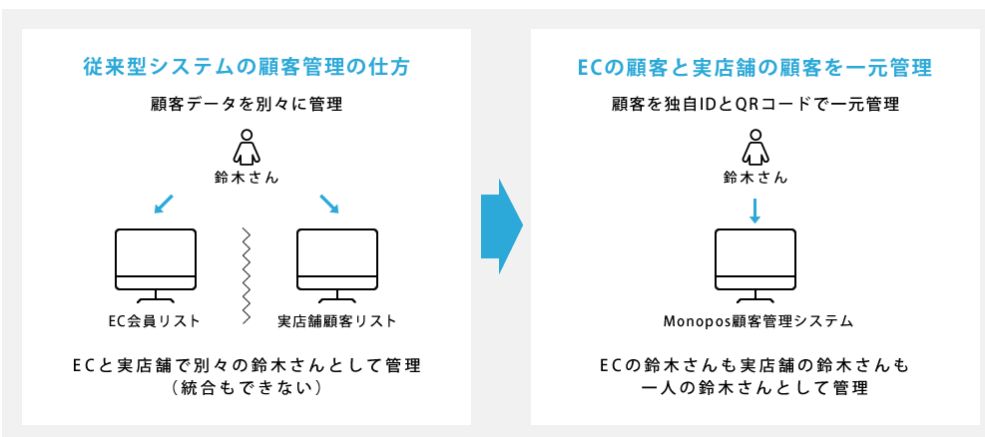 従来型システムの顧客管理の仕方
顧客データを別々に管理
鈴木さん
EC会員リスト
実店舗顧客リスト
ECと実店舗で別々の鈴木さんとして管理
（統合もできない）
ECの顧客と実店舗の顧客を一元管理
顧客を独自IDとQRコードで一元管理
鈴木さん
Monopos顧客管理システム
ECの鈴木さんも実店舗の鈴木さんも
一人の鈴木さんとして管理